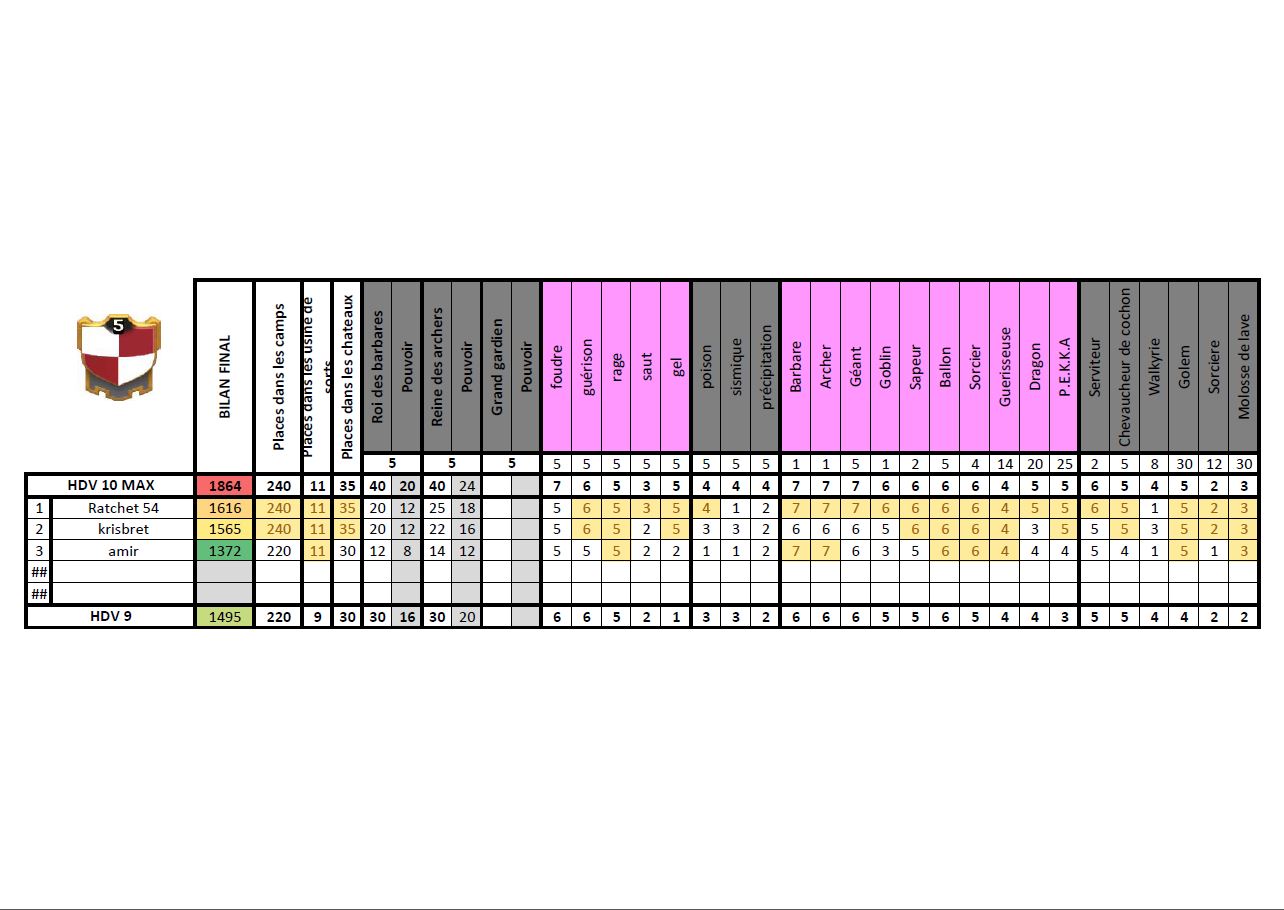 5
BILAN FINAL
Places dans les camps
Places dans les usine de
sorts
Places dans les chateaux
Roi des barbares
Pouvoir
Reine des archers
Pouvoir
Grand gardien
Pouvoir
foudre
guérison
rage
saut
gel
poison
sismique
précipitation
Barbare
Archer
Géant
Goblin
Sapeur
Ballon
Sorcier
Guerisseuse
Dragon
P.E.K.K.A
Serviteur
Chevaucheur de cochon
Walkyrie
Golem
Sorciere
Molosse de lave
5 5 5 5 5 5 5 5 5 5 5 1 1 5 1 2 5 4 14 20 25 2 5 8 30 12 30
HDV 10 MAX 1864 240 11 35 40 20 40 24 7 6 5 3 5 4 4 4 7 7 7 6 6 6 6 4 5 5 6 5 4 5 2 3
1 Ratchet 54 1616 240 11 35 20 12 25 18 5 6 5 3 5 4 1 2 7 7 7 6 6 6 6 4 5 5 6 5 1 5 2 3
2 krisbret 1565 240 11 35 20 12 22 16 5 6 5 2 5 3 3 2 6 6 6 5 6 6 6 4 3 5 5 5 3 5 2 3
3 amir 1372 220 11 30 12 8 14 12 5 5 5 2 2 1 1 2 7 7 6 3 5 6 6 4 4 4 5 4 1 5 1 3
##
##
HDV 9 1495 220 9 30 30 16 30 20 6 6 5 2 1 3 3 2 6 6 6 5 5 6 5 4 4 3 5 5 4 4 2 2